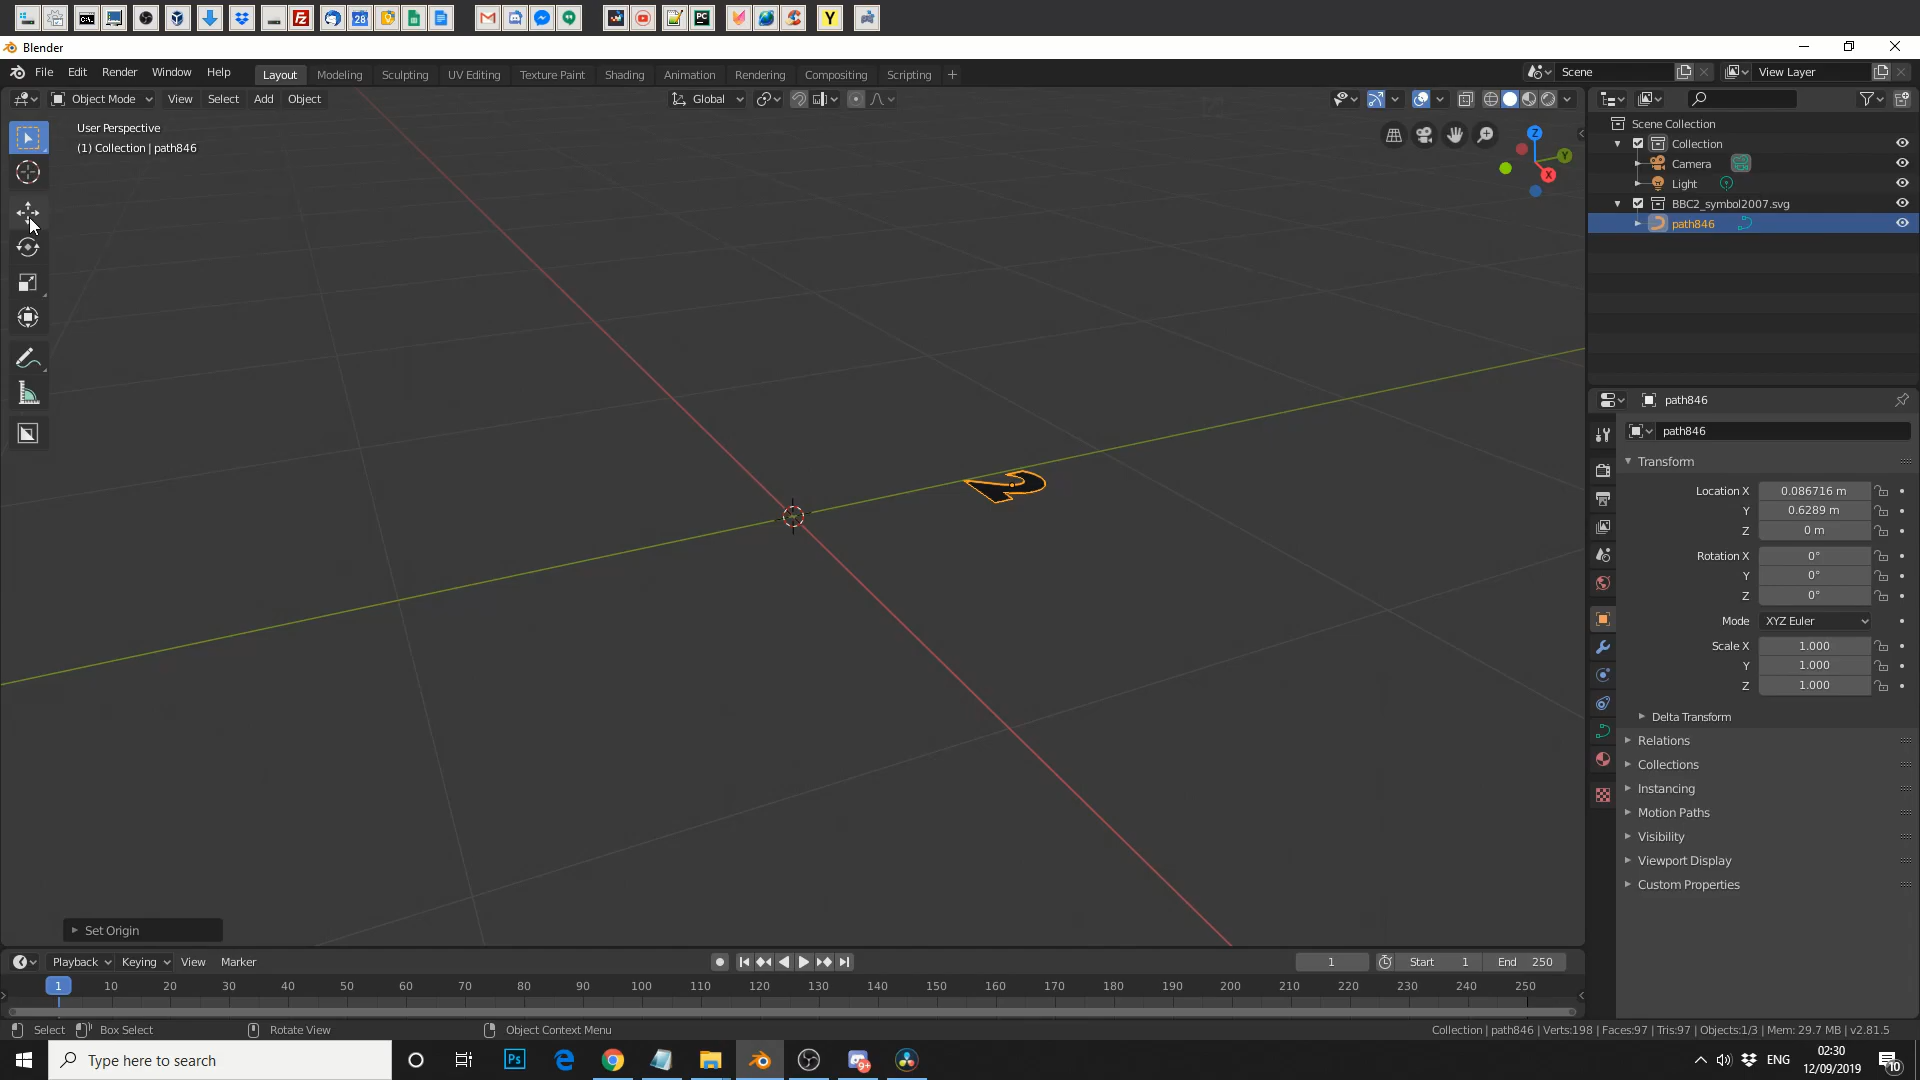 28
PC
Y
Blender
File Edit Render Window Help Layout Modeling Sculpting UV Editing Texture Paint Shading Animation Rendering Compositing Scripting + Scene View Layer
Object Mode View Select Add Object Global
User Perspective
(1) Collection | path846
Z
Y
X
Scene Collection
Collection
Camera
Light
BBC2_symbol2007.svg
path846
path846
path846
Transform
Location X 0.086716 m
Y 0.6289 m
Z 0 m
Rotation X 0°
Y 0°
Z 0°
Mode XYZ Euler
Scale X 1.000
Y 1.000
Z 1.000
Delta Transform
Relations
Collections
Instancing
Motion Paths
Visibility
Viewport Display
Custom Properties
2
Set Origin
Playback Keying View Marker 1 Start 1 End 250
1 10 20 30 40 50 60 70 80 90 100 110 120 130 140 150 160 170 180 190 200 210 220 230 240 250
Select Box Select Rotate View Object Context Menu Collection | path846 | Verts:198 | Faces:97 | Tris:97 | Objects:1/3 | Mem: 29.7 MB | v2.81.5
Type here to search Ps 9+ ENG 02:30
12/09/2019 10